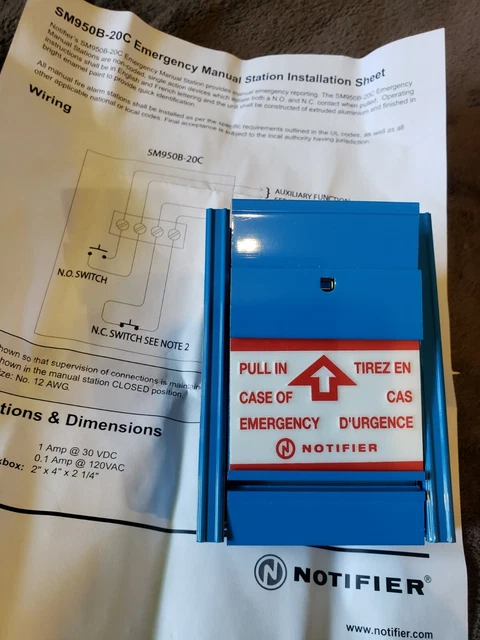 SM950B-20C Emergency Manual Station Installation Sheet
Notifier's SM950B-20C Emergency Manual Station provides manual emergency reporting. The SM950B-20C Emergency
Manual Stations are non-coded, single action devices which initiate both a N.O. and N.C. contact when pulled. Operating
instructions shall be in English and French lettering and the unit shall be constructed of extruded aluminum and finished in
bright enamel paint to provide quick identification.
All manual fire alarm stations shall be installed as per the specific requirements outlined in the UL codes, as well as all
other applicable national or local codes. Final acceptance is subject to the local authority having jurisdiction.
Wiring
SM950B-20C
AUXILIARY FUNCTION
N.O. SWITCH
N.C. SWITCH SEE NOTE 2
hown so that supervision of connections is maintain
hown in the manual station CLOSED position.
ize: No. 12 AWG.
tions & Dimensions
1 Amp @ 30 VDC
0.1 Amp @ 120VAC
kbox: 2" x 4" x 2 1/4"
PULL IN TIREZ EN
CASE OF CAS
EMERGENCY D'URGENCE
N NOTIFIER
N NOTIFIER®
www.notifier.com